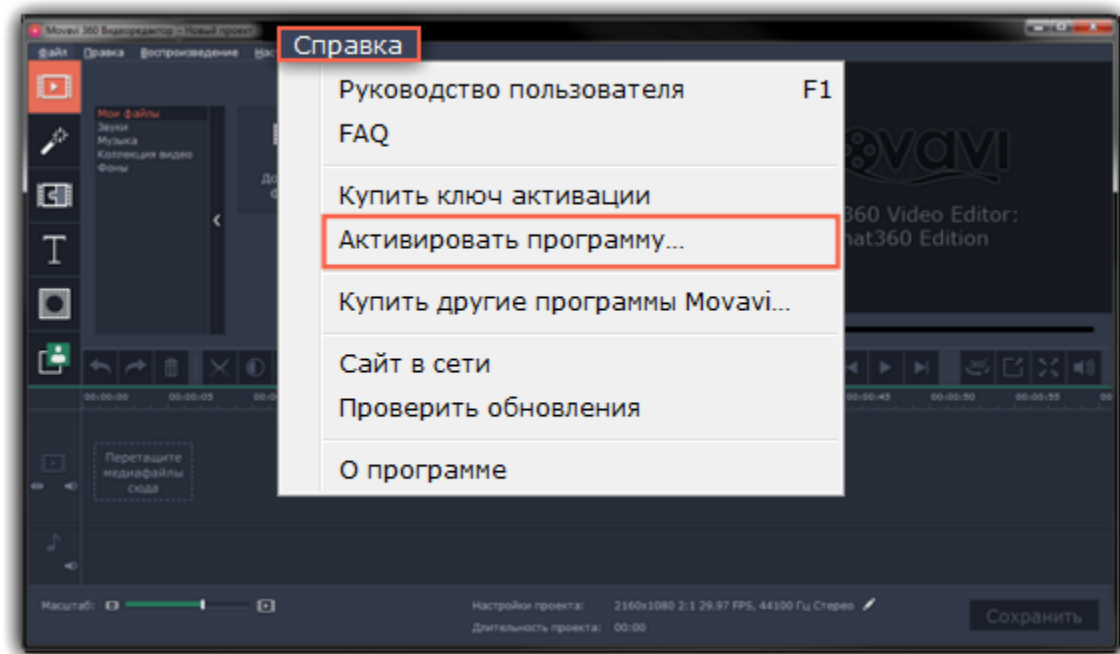 Movavi 360 Видеоредактор – Новый проект
Файл Правка Воспроизведение
Справка
Руководство пользователя F1
FAQ
Купить ключ активации
Активировать программу...
Купить другие программы Movavi...
Сайт в сети
Проверить обновления
О программе
Мои файлы
Звуки
Музыка
Коллекция видео
Фоны
movavi
360 Video Editor:
360 Edition
00:00:00 00:00:05 00:00:45 00:00:50 00:00:55
Перетащите
медиафайлы
сюда
Масштаб:
Настройки проекта: 2160x1080 2:1 29.97 FPS, 44100 Гц Стерео
Длительность проекта: 00:00
Сохранить